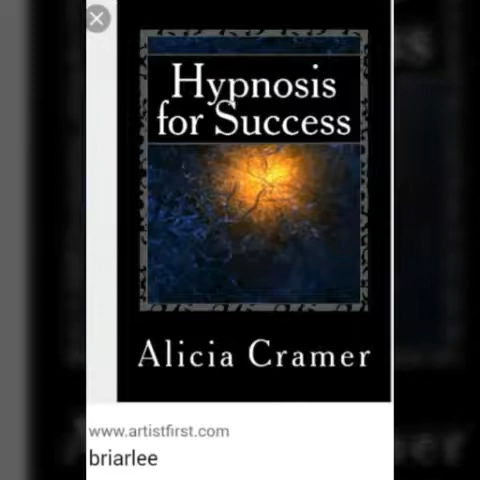 Hypnosis
for Success
Alicia Cramer
www.artistfirst.com
briarlee